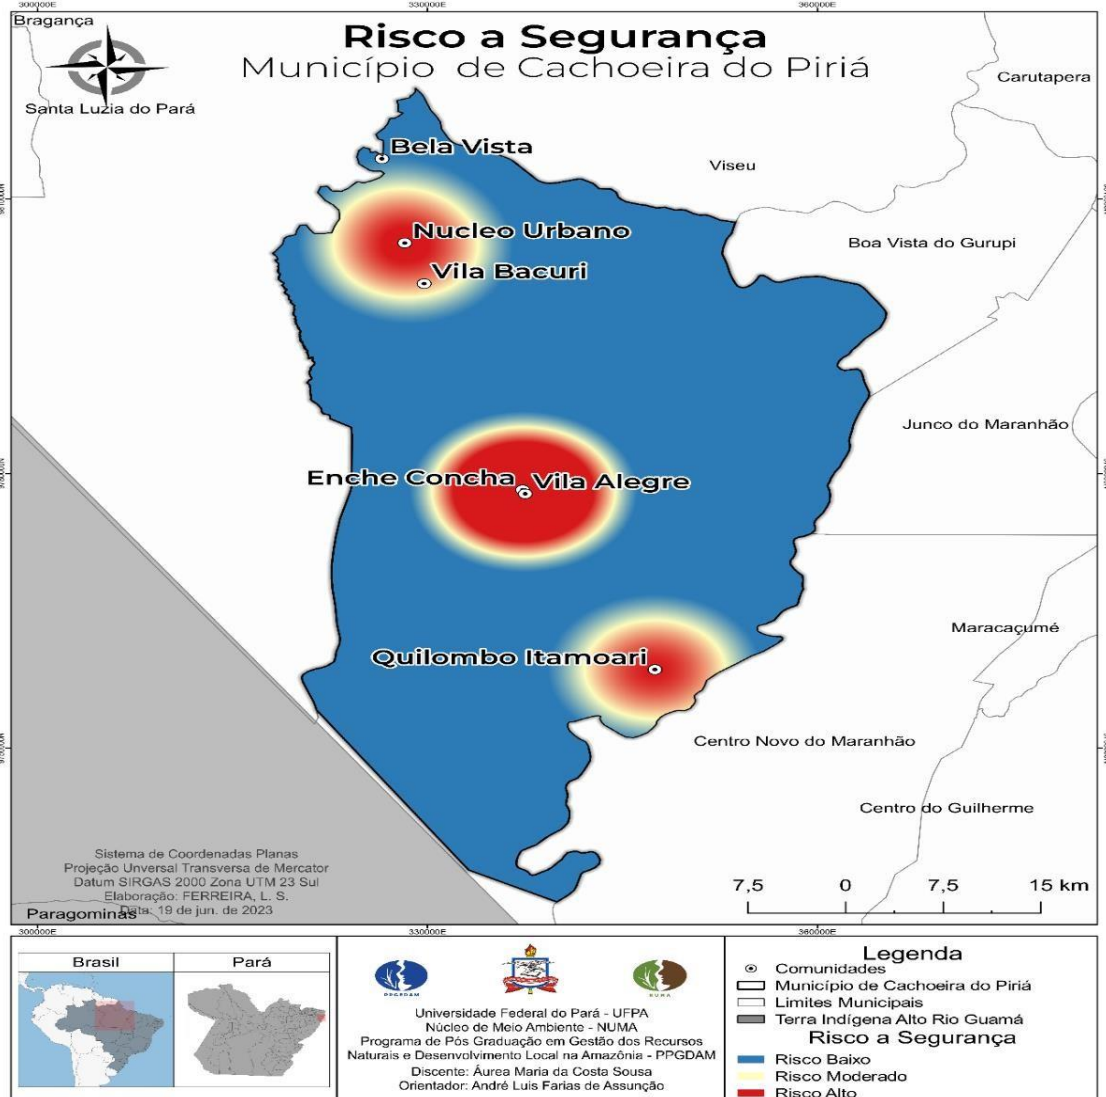 300000E 330000E 360000E
Bragança
Risco a Segurança
Município de Cachoeira do Piriá
Carutapera
Santa Luzia do Pará
Bela Vista
Viseu
Nucleo Urbano
Boa Vista do Gurupi
Vila Bacuri
Junco do Maranhão
Enche Concha
Vila Alegre
Maracaçumé
Quilombo Itamoari
Centro Novo do Maranhão
Centro do Guilherme
Sistema de Coordenadas Planas
Projeção Unversal Transversa de Mercator
Datum SIRGAS 2000 Zona UTM 23 Sul
Elaboração: FERREIRA, L. S.
Data: 19 de jun. de 2023
Paragominas
7,5 0 7,5 15 km
300000E 330000E 360000E
Brasil
Pará
PPGEDAM
NUMA
Universidade Federal do Pará - UFPA
Núcleo de Meio Ambiente - NUMA
Programa de Pós Graduação em Gestão dos Recursos
Naturais e Desenvolvimento Local na Amazônia - PPGDAM
Discente: Áurea Maria da Costa Sousa
Orientador: André Luis Farias de Assunção
Legenda
Comunidades
Município de Cachoeira do Piriá
Limites Municipais
Terra Indígena Alto Rio Guamá
Risco a Segurança
Risco Baixo
Risco Moderado
Risco Alto